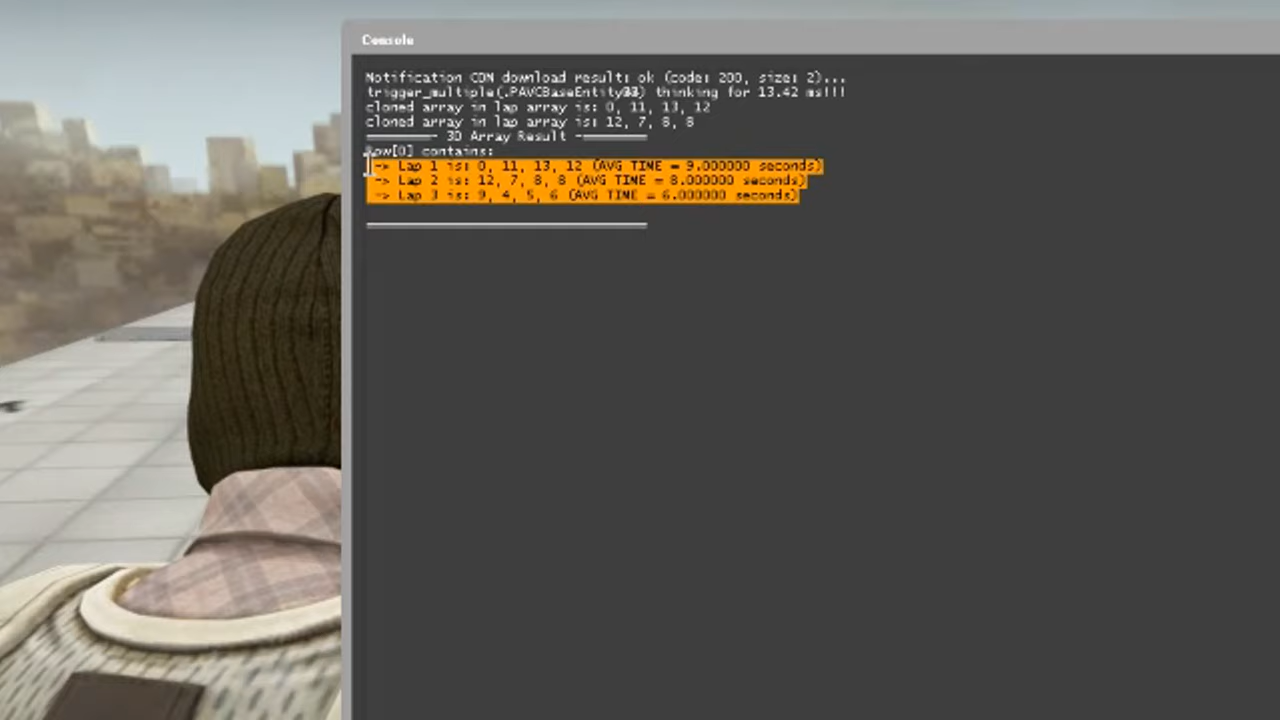 Console
Notification CDN download result: ok (code: 200, size: 2)...
trigger_multiple(.PAVCBaseEntity@@) thinking for 13.42 ms!!!
cloned array in lap array is: 0, 11, 13, 12
cloned array in lap array is: 12, 7, 8, 8
======== 3D Array Result ========
Row[0] contains:
-> Lap 1 is: 0, 11, 13, 12 (AVG TIME = 9.000000 seconds)
-> Lap 2 is: 12, 7, 8, 8 (AVG TIME = 8.000000 seconds)
-> Lap 3 is: 9, 4, 5, 6 (AVG TIME = 6.000000 seconds)